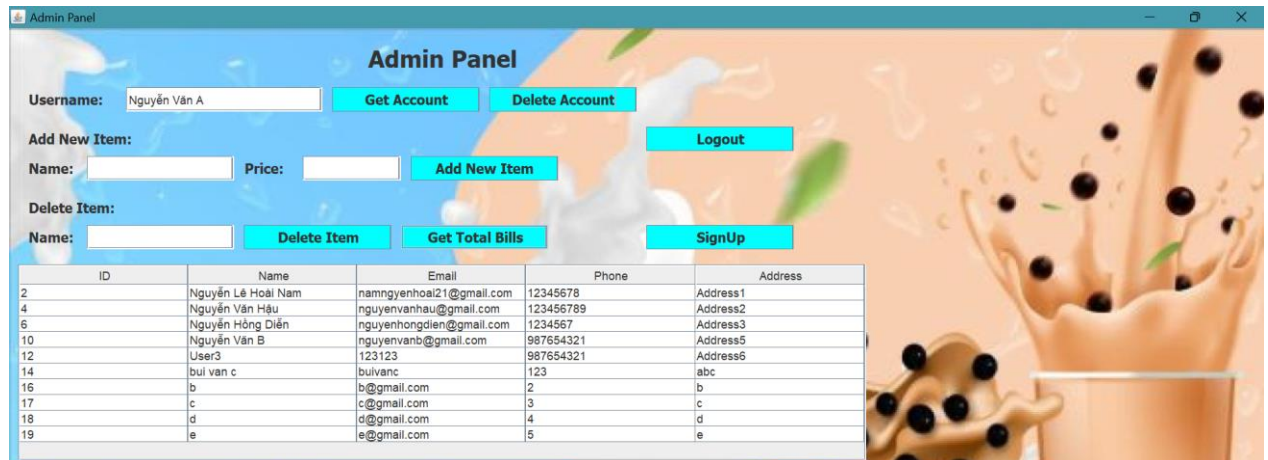 Admin Panel
Admin Panel
Username: Nguyễn Văn A Get Account Delete Account
Add New Item: Logout
Name: Price: Add New Item
Delete Item:
Name: Delete Item Get Total Bills SignUp
ID Name Email Phone Address
2 Nguyễn Lê Hoài Nam namngyenhoai21@gmail.com 12345678 Address1
4 Nguyễn Văn Hậu nguyenvanhau@gmail.com 123456789 Address2
6 Nguyễn Hồng Diễn nguyenhongdien@gmail.com 1234567 Address3
10 Nguyễn Văn B nguyenvanb@gmail.com 987654321 Address5
12 User3 123123 987654321 Address6
14 bui van c buivanc 123 abc
16 b b@gmail.com 2 b
17 c c@gmail.com 3 c
18 d d@gmail.com 4 d
19 e e@gmail.com 5 e